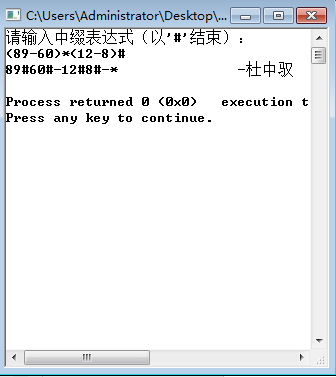 C:\Users\Administrator\Desktop\
请输入中缀表达式（以'#'结束）：
(89-60)*(12-8)#
89#60#-12#8#-* -杜中驭
Process returned 0 (0x0) execution t
Press any key to continue.